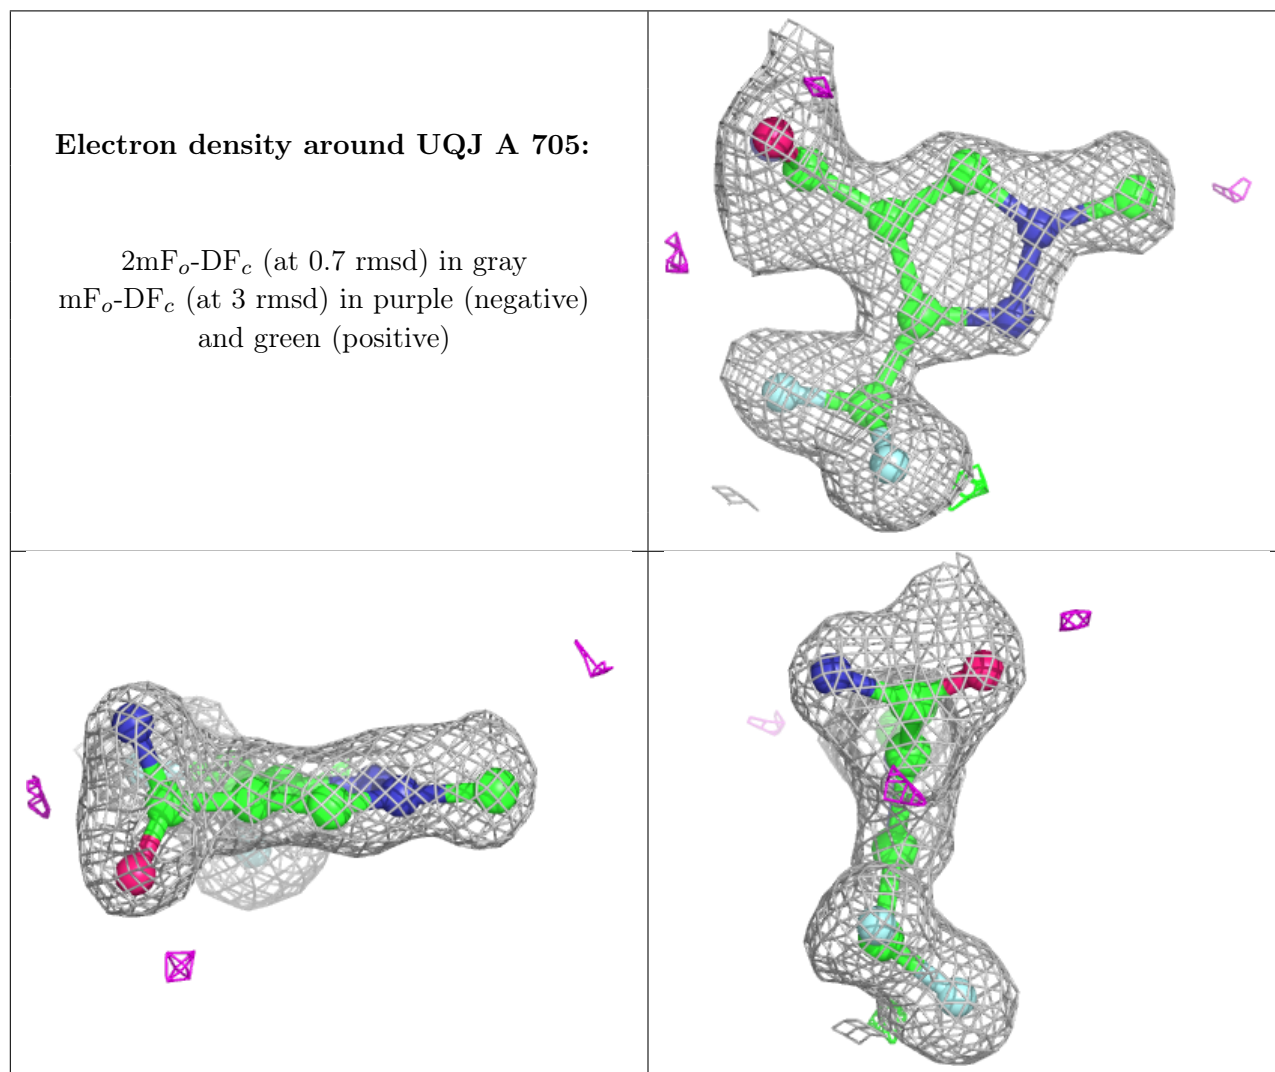 Electron density around UQJ A 705:
2mFo-DFc (at 0.7 rmsd) in gray
mFo-DFc (at 3 rmsd) in purple (negative)
and green (positive)